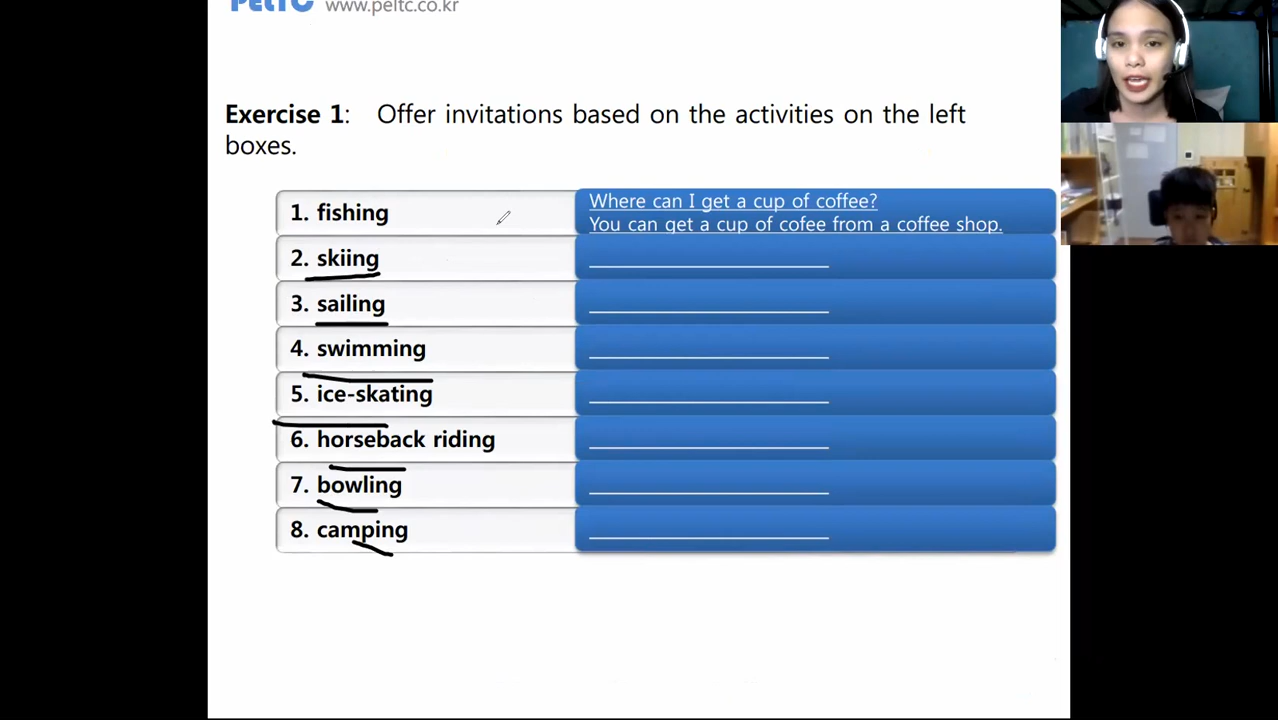 PELTC www.peltc.co.kr
Exercise 1: Offer invitations based on the activities on the left
boxes.
1. fishing
Where can I get a cup of coffee?
You can get a cup of cofee from a coffee shop.
2. skiing
3. sailing
4. swimming
5. ice-skating
6. horseback riding
7. bowling
8. camping